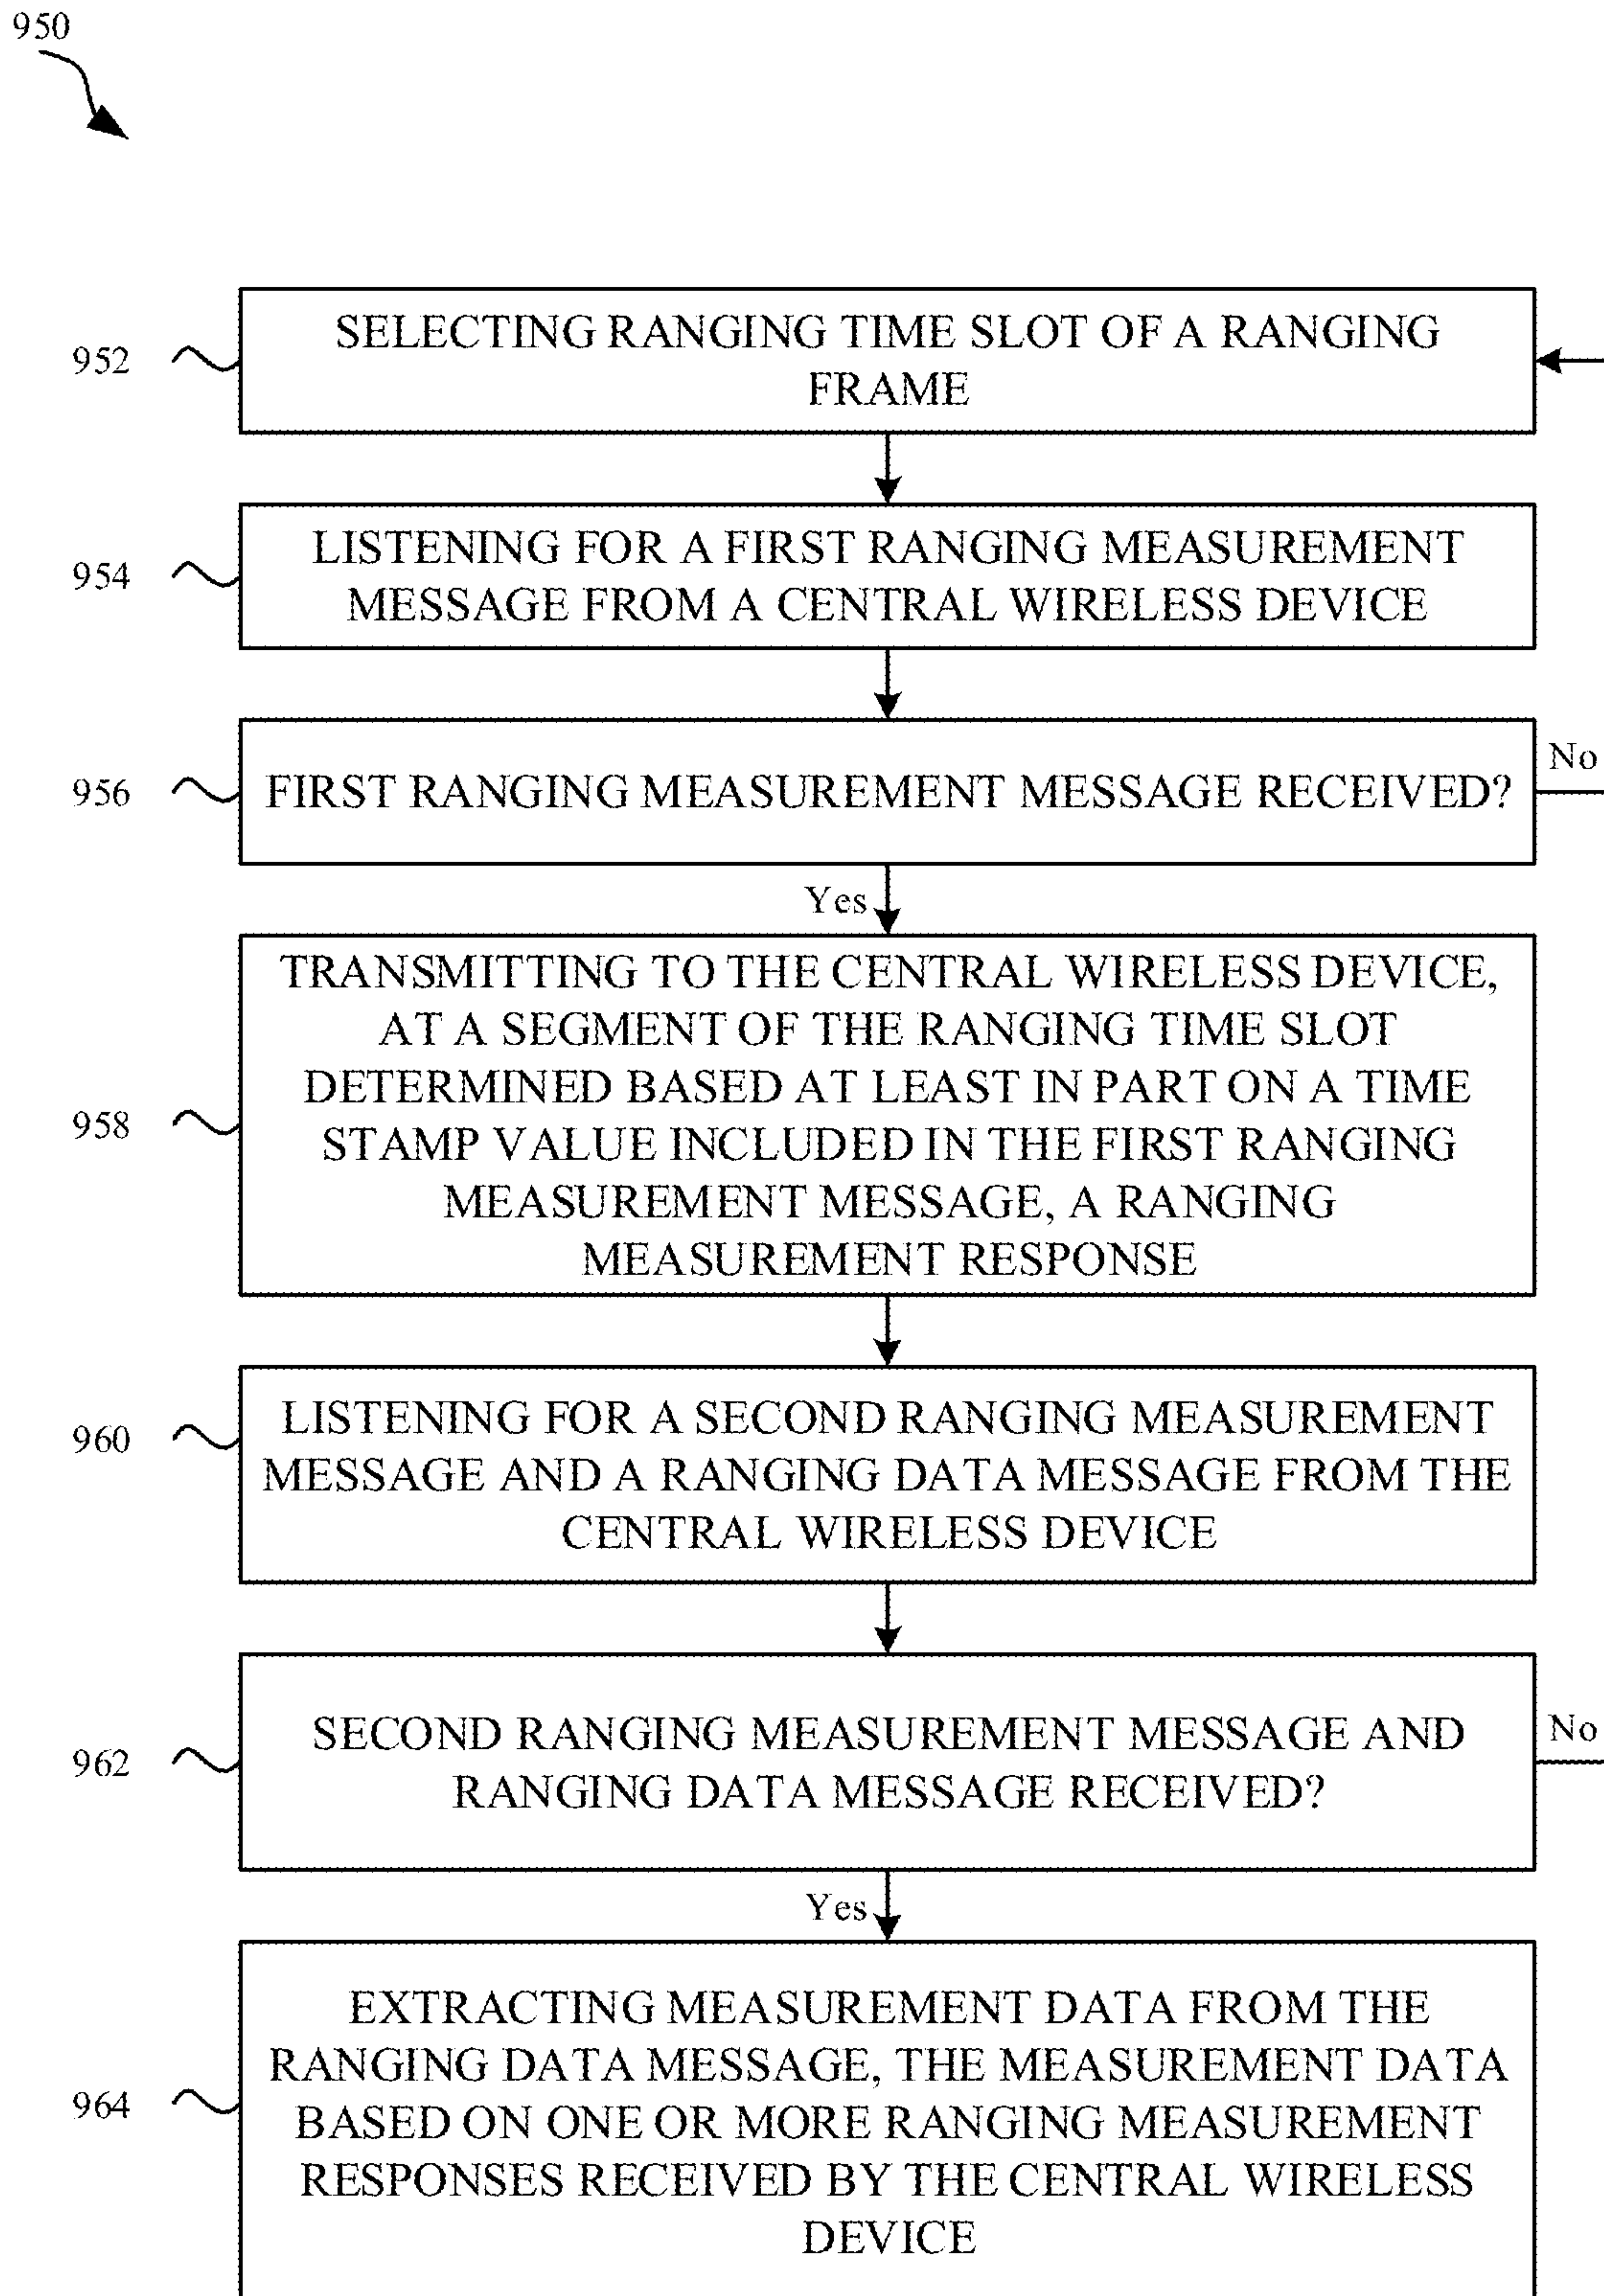 950
952
SELECTING RANGING TIME SLOT OF A RANGING
FRAME
954
LISTENING FOR A FIRST RANGING MEASUREMENT
MESSAGE FROM A CENTRAL WIRELESS DEVICE
956
FIRST RANGING MEASUREMENT MESSAGE RECEIVED?
No
Yes
958
TRANSMITTING TO THE CENTRAL WIRELESS DEVICE,
AT A SEGMENT OF THE RANGING TIME SLOT
DETERMINED BASED AT LEAST IN PART ON A TIME
STAMP VALUE INCLUDED IN THE FIRST RANGING
MEASUREMENT MESSAGE, A RANGING
MEASUREMENT RESPONSE
960
LISTENING FOR A SECOND RANGING MEASUREMENT
MESSAGE AND A RANGING DATA MESSAGE FROM THE
CENTRAL WIRELESS DEVICE
962
SECOND RANGING MEASUREMENT MESSAGE AND
RANGING DATA MESSAGE RECEIVED?
No
Yes
964
EXTRACTING MEASUREMENT DATA FROM THE
RANGING DATA MESSAGE, THE MEASUREMENT DATA
BASED ON ONE OR MORE RANGING MEASUREMENT
RESPONSES RECEIVED BY THE CENTRAL WIRELESS
DEVICE